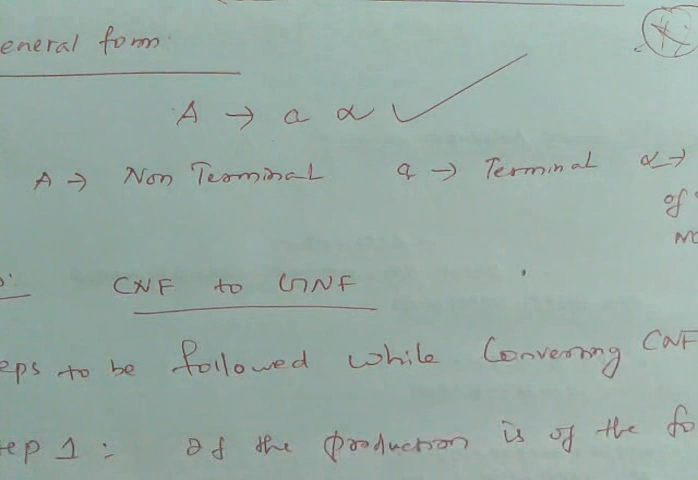 eneral form:
A → a α ✓
A → Non Terminal a → Terminal α →
of
CNF to GNF
eps to be followed while Converting CNF
ep 1: If the production is of the fo